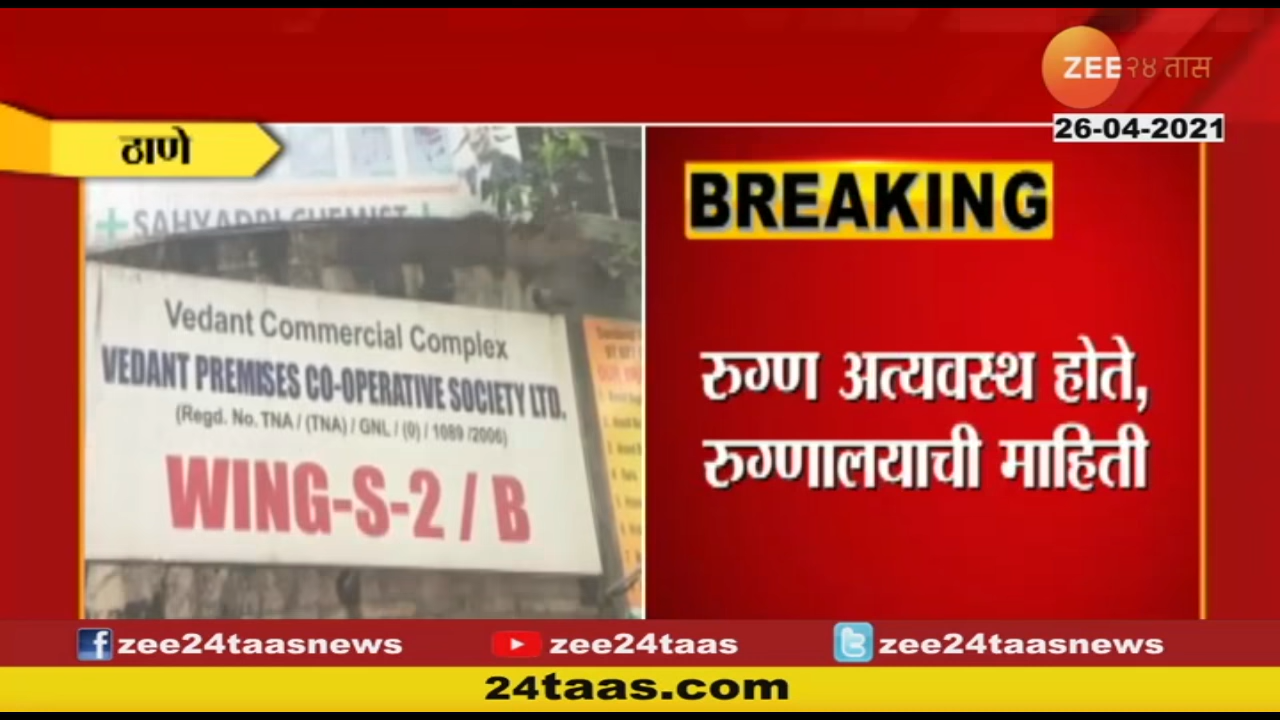 ZEE २४ तास
26-04-2021
ठाणे
BREAKING
SAHYADRI CHEMIST
Vedant Commercial Complex
VEDANT PREMISES CO-OPERATIVE SOCIETY LTD.
(Regd. No. TNA / (TNA) / GNL / (0) / 1089 /2006)
WING-S-2 / B
रुग्ण अत्यवस्थ होते,
रुग्णालयाची माहिती
zee24taasnews
zee24taas
zee24taasnews
24taas.com